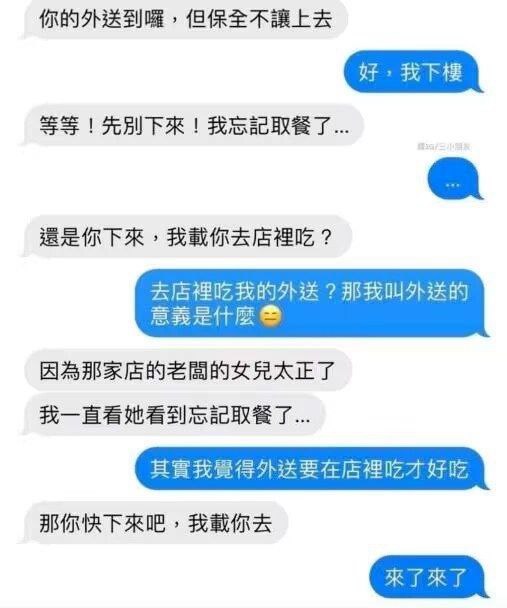 你的外送到囉，但保全不讓上去
好，我下樓
等等！先別下來！我忘記取餐了...
...
還是你下來，我載你去店裡吃？
去店裡吃我的外送？那我叫外送的
意義是什麼😑
因為那家店的老闆的女兒太正了
我一直看她看到忘記取餐了...
其實我覺得外送要在店裡吃才好吃
那你快下來吧，我載你去
來了來了